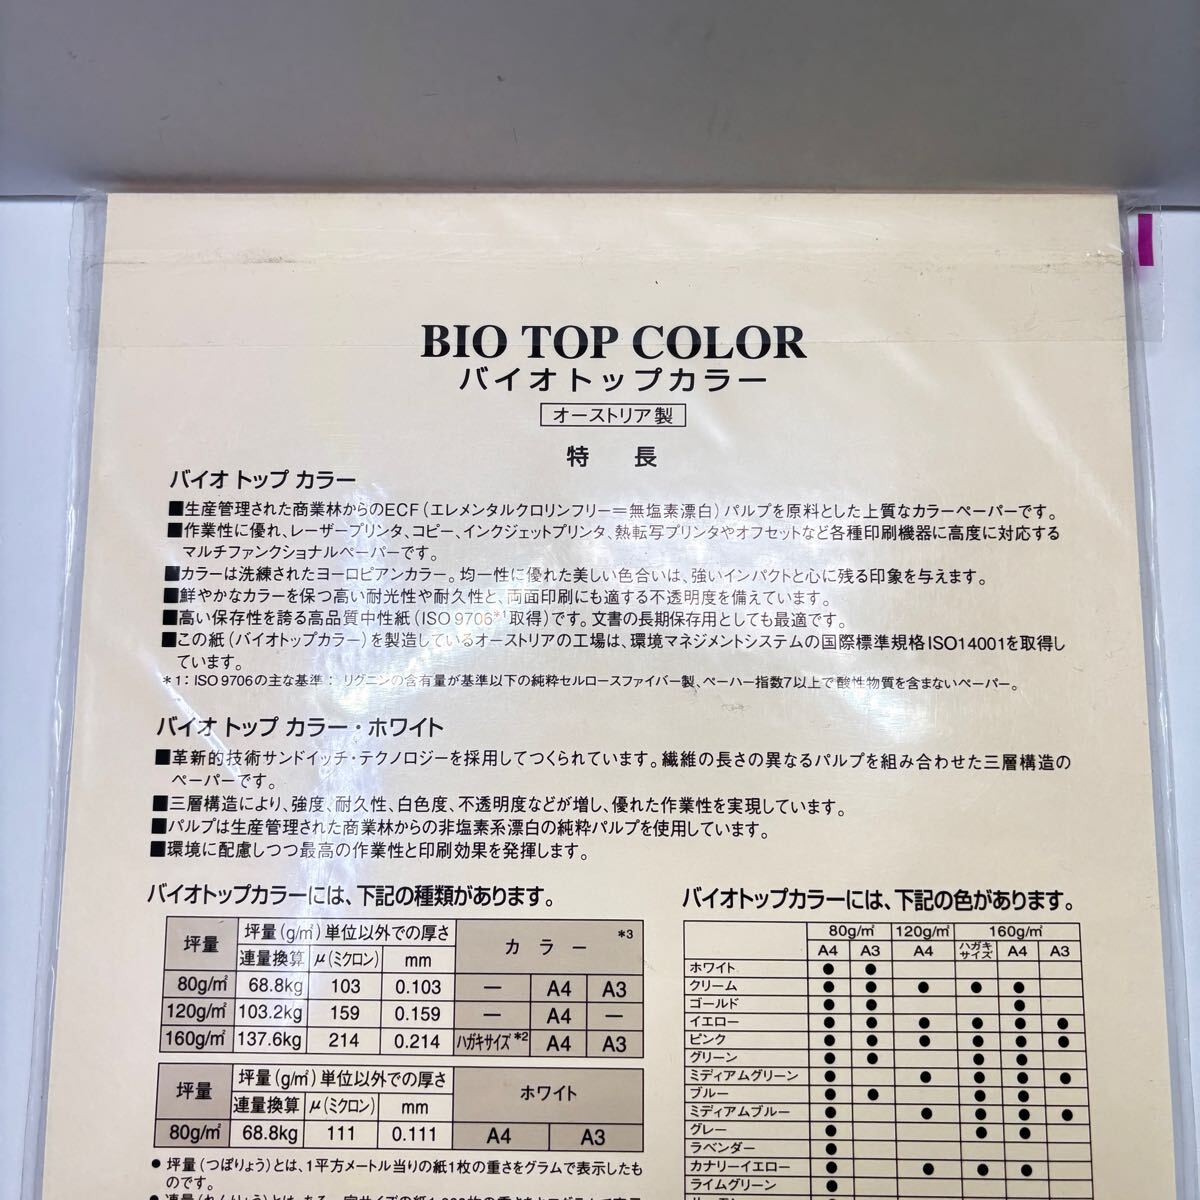 BIO TOP COLOR
バイオトップカラー
オーストリア製
特 長
バイオ トップ カラー
■生産管理された商業林からのECF(エレメンタルクロリンフリー＝無塩素漂白)パルプを原料とした上質なカラーペーパーです。
■作業性に優れ、レーザープリンタ、コピー、インクジェットプリンタ、熱転写プリンタやオフセットなど各種印刷機器に高度に対応する
マルチファンクショナルペーパーです。
■カラーは洗練されたヨーロピアンカラー。均一性に優れた美しい色合いは、強いインパクトと心に残る印象を与えます。
■鮮やかなカラーを保つ高い耐光性や耐久性と、両面印刷にも適する不透明度を備えています。
■高い保存性を誇る高品質中性紙(ISO 9706*1取得)です。文書の長期保存用としても最適です。
■この紙(バイオトップカラー)を製造しているオーストリアの工場は、環境マネジメントシステムの国際標準規格ISO14001を取得し
ています。
*1：ISO 9706の主な基準： リグニンの含有量が基準以下の純粋セルロースファイバー製、ペーハー指数7以上で酸性物質を含まないペーパー。
バイオ トップ カラー・ホワイト
■革新的技術サンドイッチ・テクノロジーを採用してつくられています。繊維の長さの異なるパルプを組み合わせた三層構造の
ペーパーです。
■三層構造により、強度、耐久性、白色度、不透明度などが増し、優れた作業性を実現しています。
■パルプは生産管理された商業林からの非塩素系漂白の純粋パルプを使用しています。
■環境に配慮しつつ最高の作業性と印刷効果を発揮します。
バイオトップカラーには、下記の種類があります。
坪量 坪量(g/㎡)単位以外での厚さ カ ラ ー *3
連量換算 μ(ミクロン) mm
80g/㎡ 68.8kg 103 0.103 — A4 A3
120g/㎡ 103.2kg 159 0.159 — A4 —
160g/㎡ 137.6kg 214 0.214 ハガキサイズ*2 A4 A3
坪量 坪量(g/㎡)単位以外での厚さ ホワイト
連量換算 μ(ミクロン) mm
80g/㎡ 68.8kg 111 0.111 A4 A3
● 坪量(つぼりょう)とは、1平方メートル当りの紙1枚の重さをグラムで表示したも
のです。
バイオトップカラーには、下記の色があります。
80g/㎡ 120g/㎡ 160g/㎡
A4 A3 A4 ハガキサイズ A4 A3
ホワイト ● ●
クリーム ● ● ● ● ●
ゴールド ● ● ●
イエロー ● ● ● ● ● ●
ピンク ● ● ● ● ● ●
グリーン ● ● ● ●
ミディアムグリーン ● ● ● ● ●
ブルー ● ● ● ●
ミディアムブルー ● ● ● ● ●
グレー ● ● ●
ラベンダー ●
カナリーイエロー ● ● ● ●
ライムグリーン ●